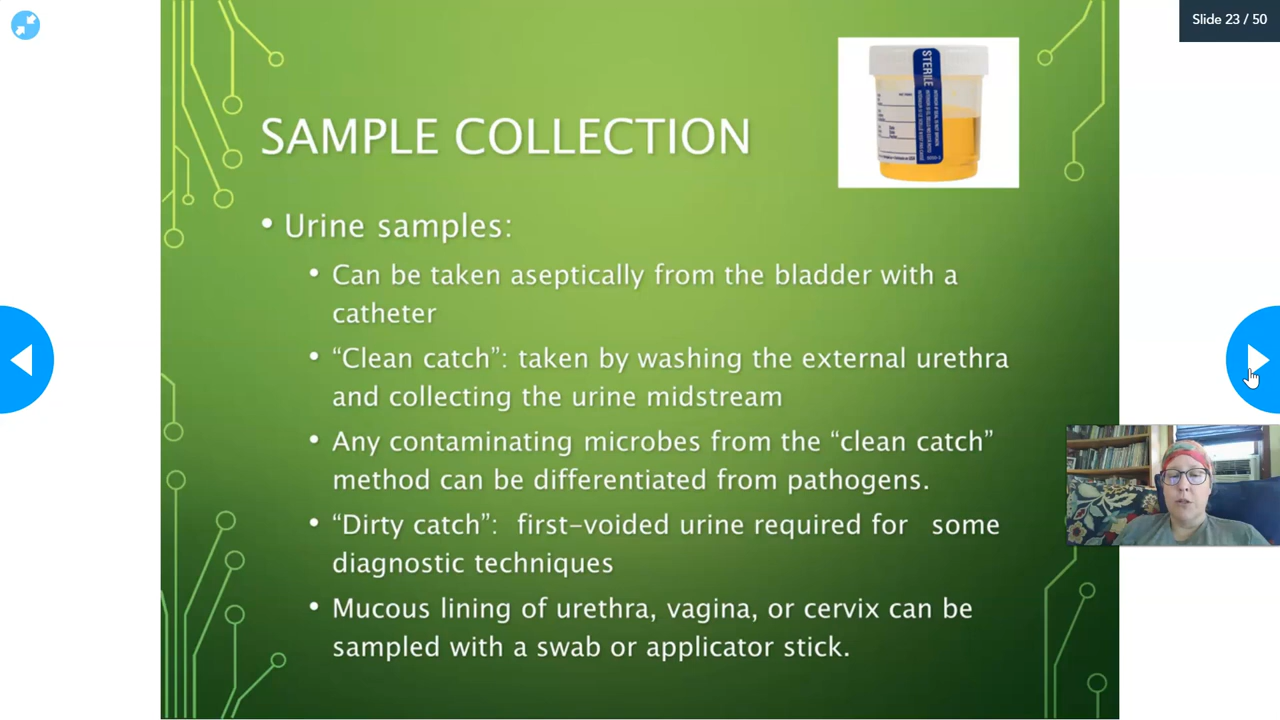 Slide 23 / 50
STERILE
SAMPLE COLLECTION
• Urine samples:
• Can be taken aseptically from the bladder with a
catheter
• “Clean catch”: taken by washing the external urethra
and collecting the urine midstream
• Any contaminating microbes from the “clean catch”
method can be differentiated from pathogens.
• “Dirty catch”: first-voided urine required for some
diagnostic techniques
• Mucous lining of urethra, vagina, or cervix can be
sampled with a swab or applicator stick.